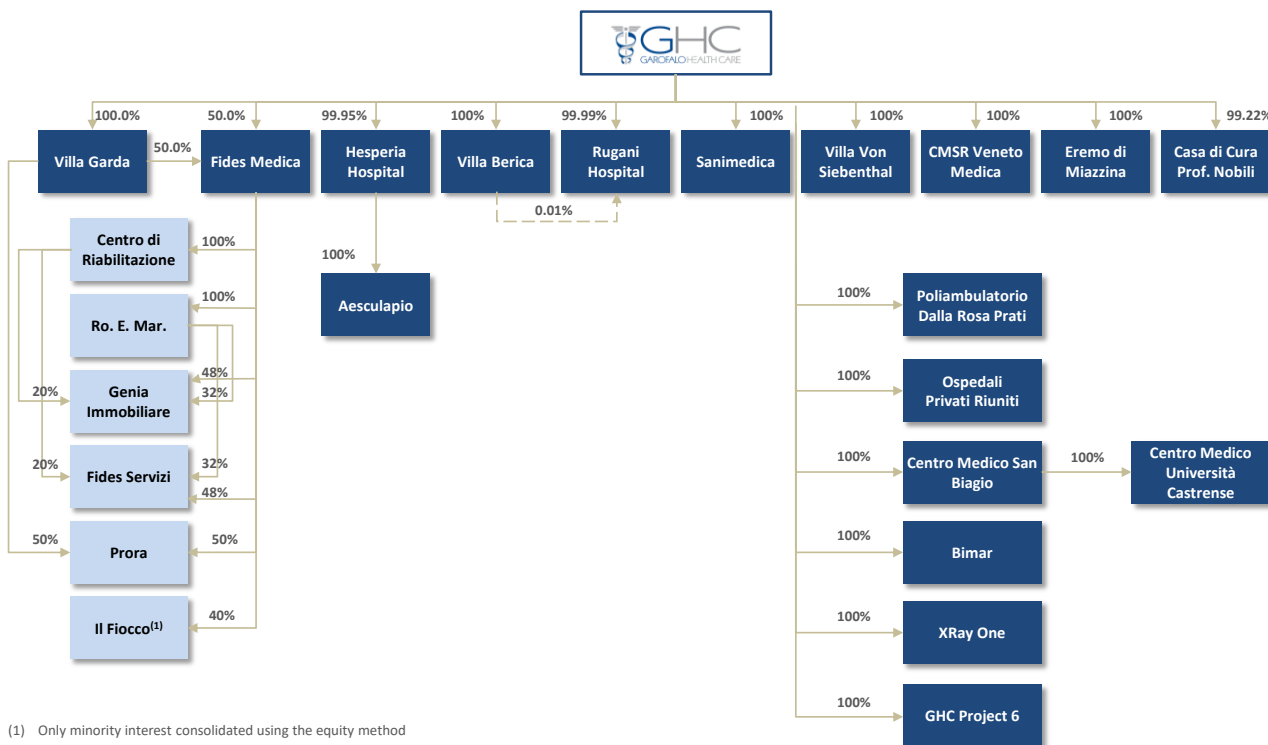 GHC
GAROFALO HEALTH CARE
100.0%
50.0%
99.95%
100%
99.99%
100%
100%
100%
100%
99.22%
Villa Garda
50.0%
Fides Medica
Hesperia
Hospital
Villa Berica
Rugani
Hospital
Sanimedica
Villa Von
Siebenthal
CMSR Veneto
Medica
Eremo di
Miazzina
Casa di Cura
Prof. Nobili
0.01%
Centro di
Riabilitazione
100%
100%
Aesculapio
100%
Poliambulatorio
Dalla Rosa Prati
100%
Ro. E. Mar.
48%
20%
Genia
Immobiliare
32%
100%
Ospedali
Privati Riuniti
20%
Fides Servizi
32%
48%
100%
Centro Medico San
Biagio
100%
Centro Medico
Università
Castrense
50%
Prora
50%
100%
Bimar
Il Fiocco(1)
40%
100%
XRay One
100%
GHC Project 6
(1) Only minority interest consolidated using the equity method